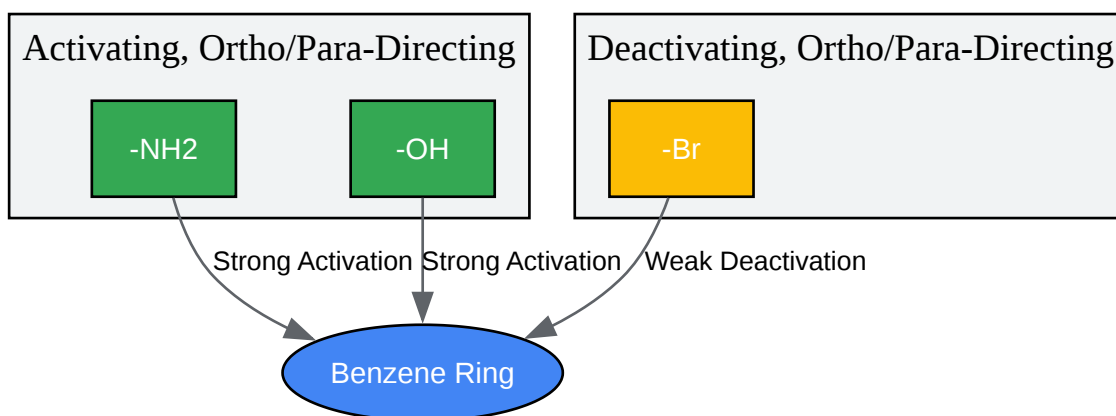 Activating, Ortho/Para-Directing
Deactivating, Ortho/Para-Directing
-NH2
-OH
-Br
Strong Activation
Strong Activation
Weak Deactivation
Benzene Ring